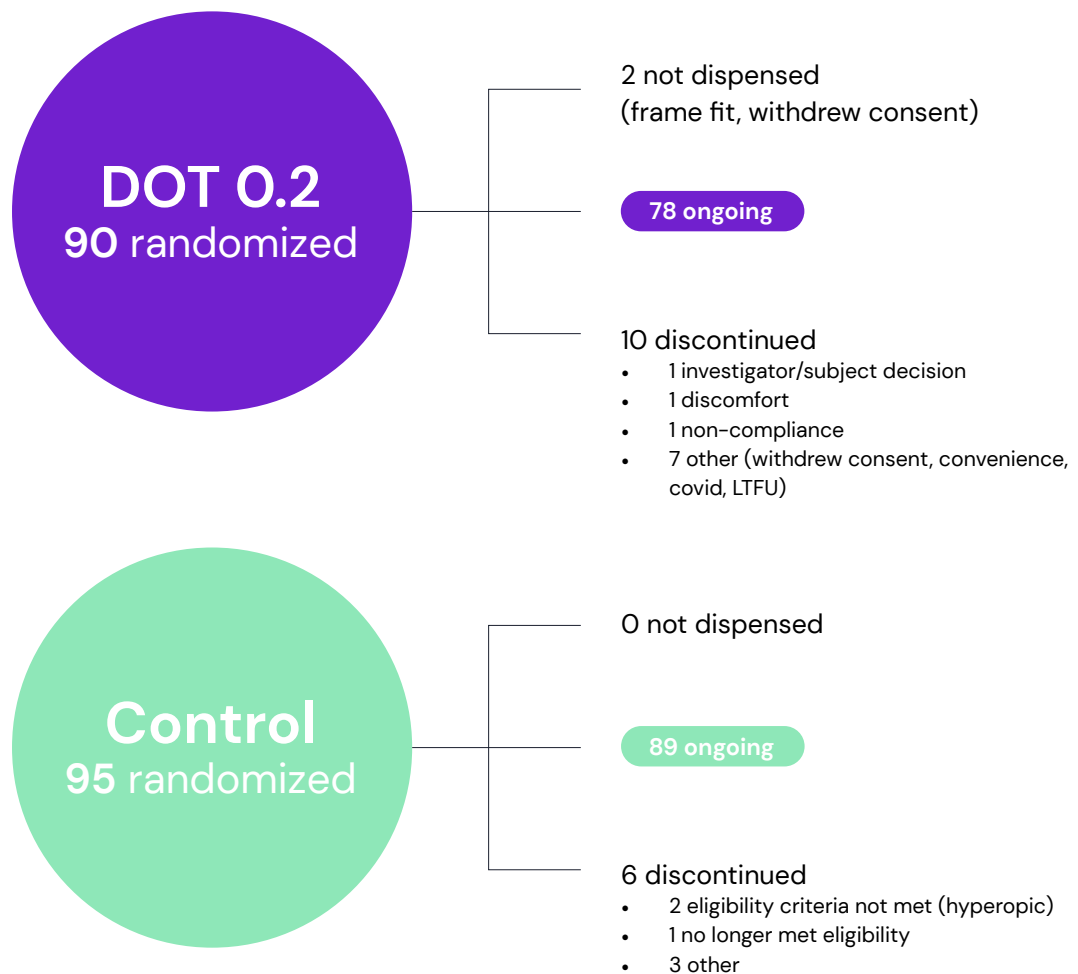 DOT 0.2
90 randomized
2 not dispensed
(frame fit, withdrew consent)
78 ongoing
10 discontinued
• 1 investigator/subject decision
• 1 discomfort
• 1 non-compliance
• 7 other (withdrew consent, convenience,
covid, LTFU)
Control
95 randomized
0 not dispensed
89 ongoing
6 discontinued
• 2 eligibility criteria not met (hyperopic)
• 1 no longer met eligibility
• 3 other